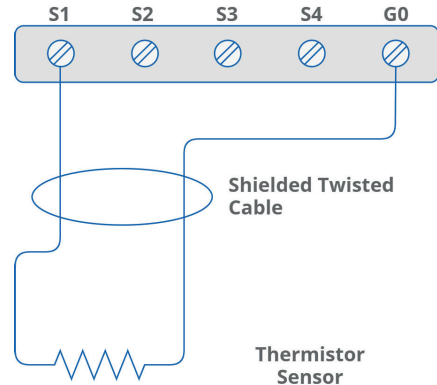 S1 S2 S3 S4 G0
Shielded Twisted
Cable
Thermistor
Sensor